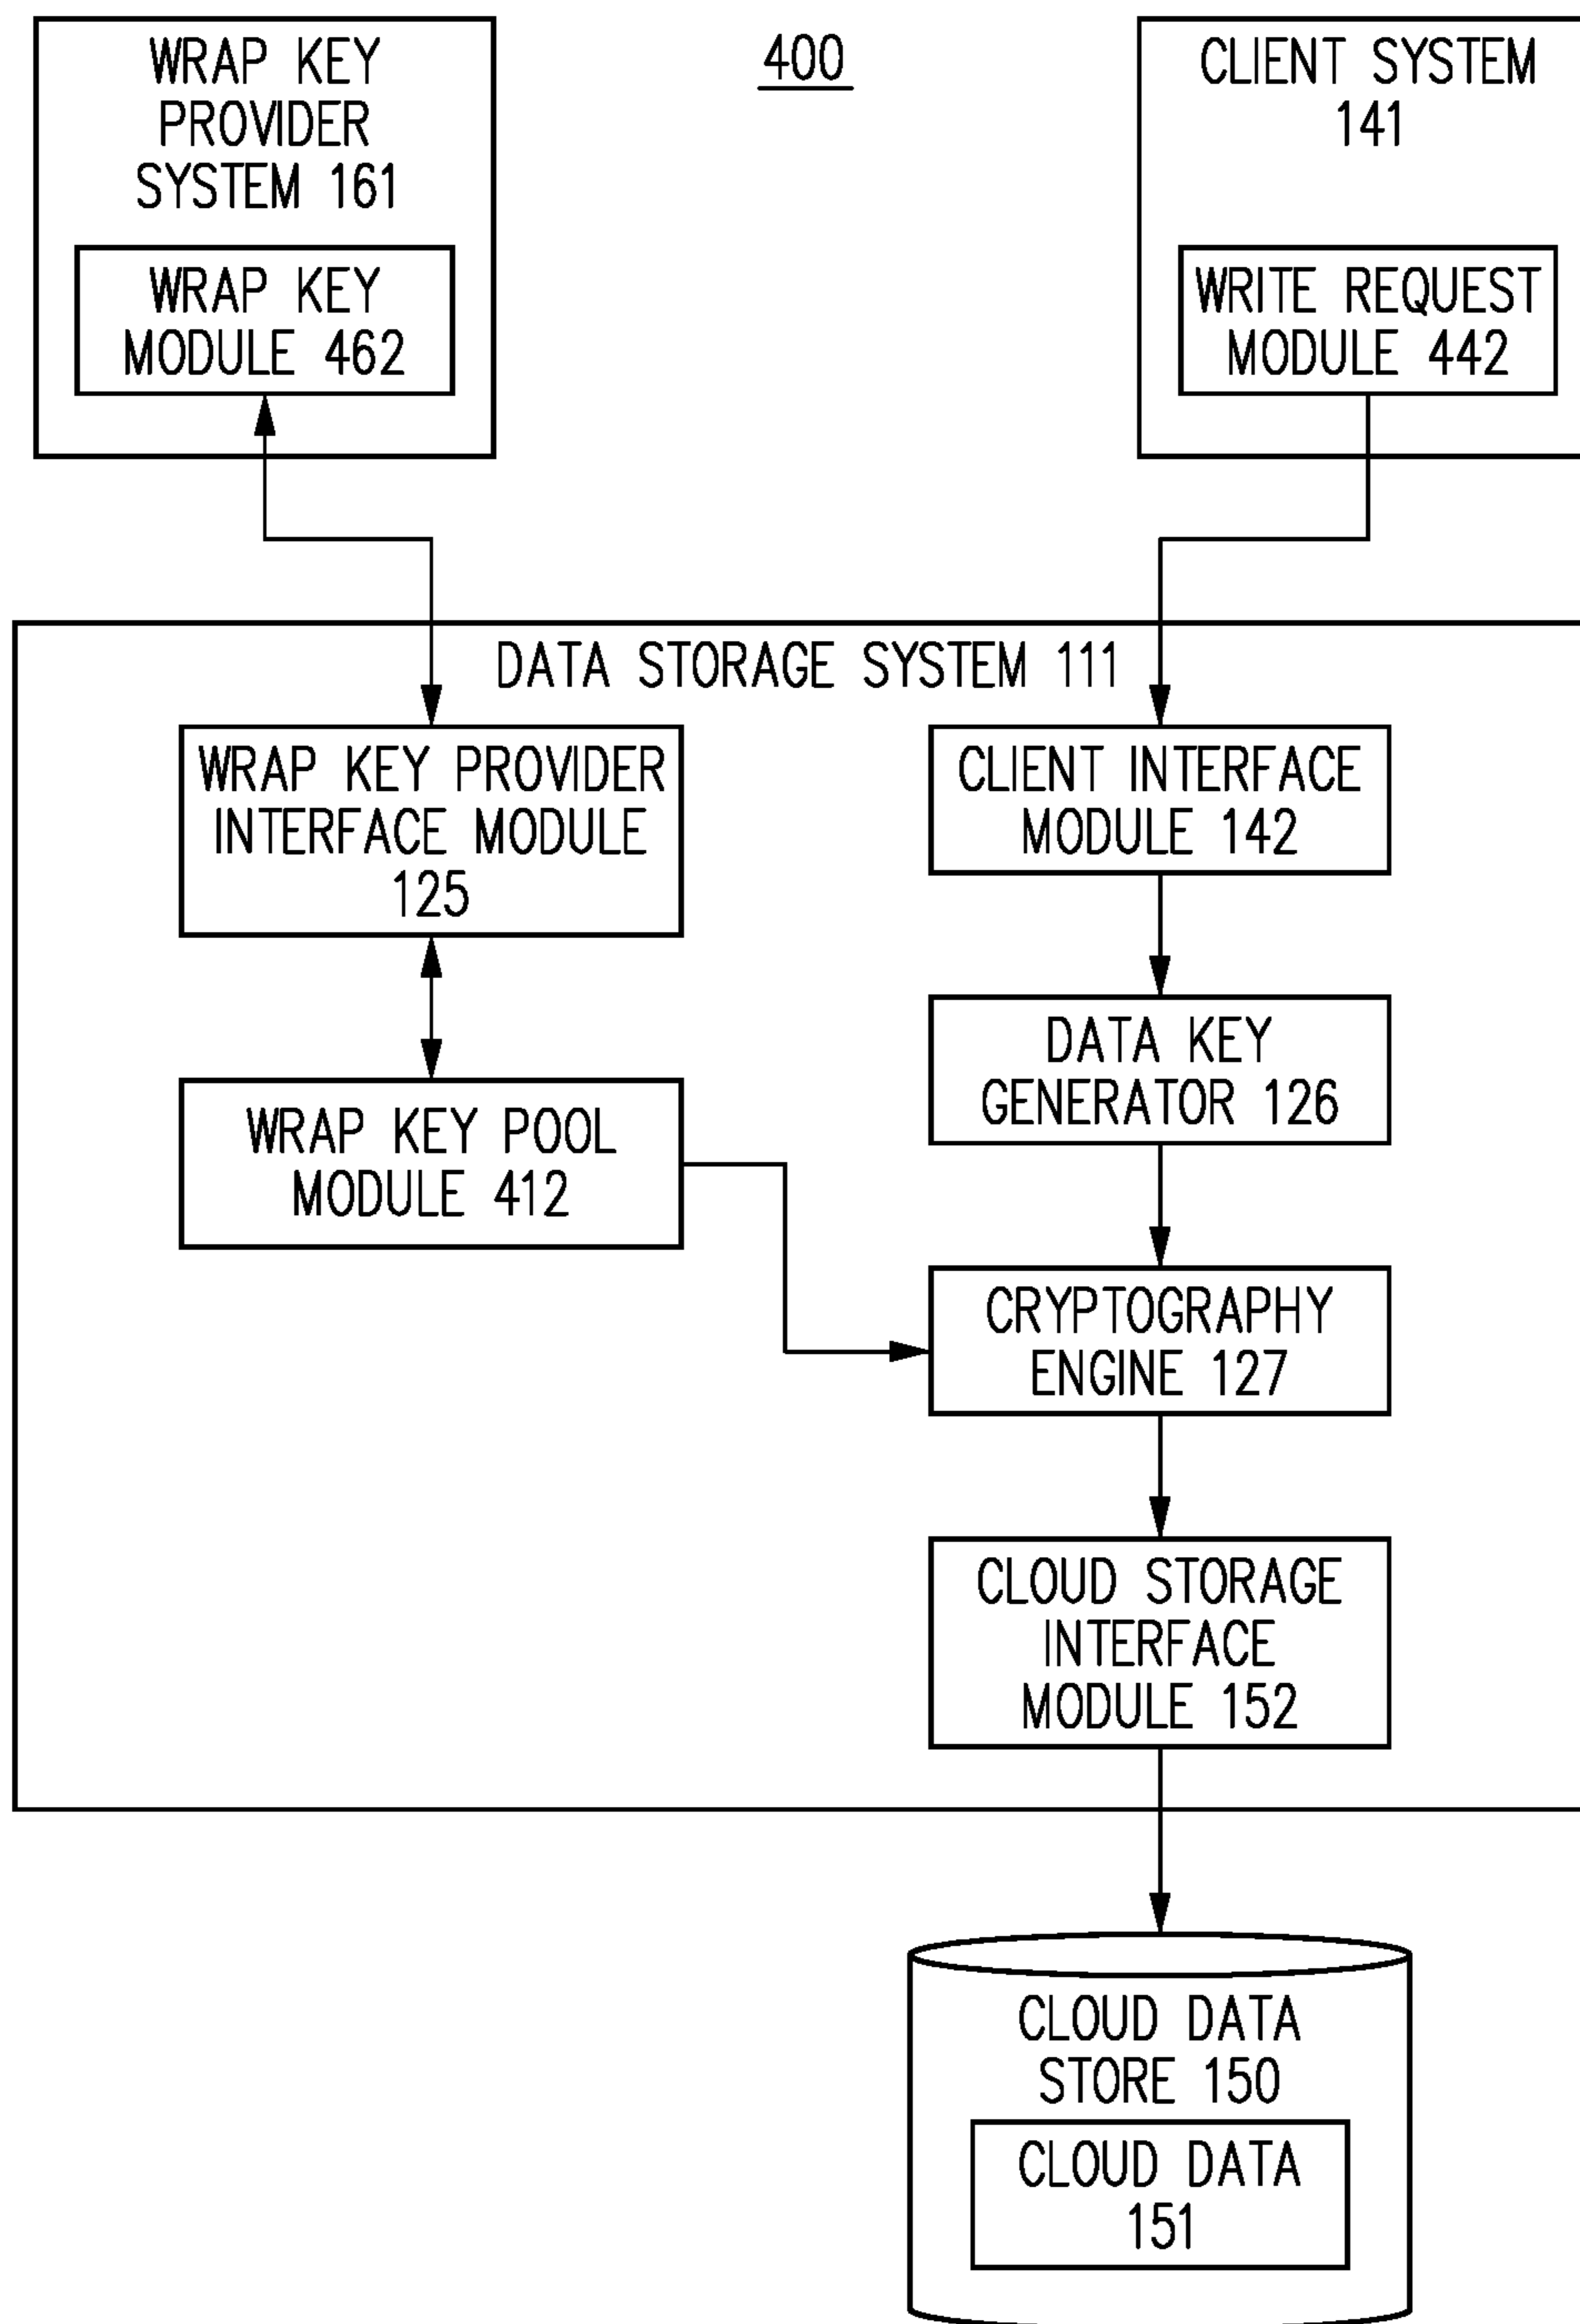 WRAP KEY
PROVIDER
SYSTEM 161
WRAP KEY
MODULE 462
400
CLIENT SYSTEM
141
WRITE REQUEST
MODULE 442
DATA STORAGE SYSTEM 111
WRAP KEY PROVIDER
INTERFACE MODULE
125
CLIENT INTERFACE
MODULE 142
DATA KEY
GENERATOR 126
WRAP KEY POOL
MODULE 412
CRYPTOGRAPHY
ENGINE 127
CLOUD STORAGE
INTERFACE
MODULE 152
CLOUD DATA
STORE 150
CLOUD DATA
151